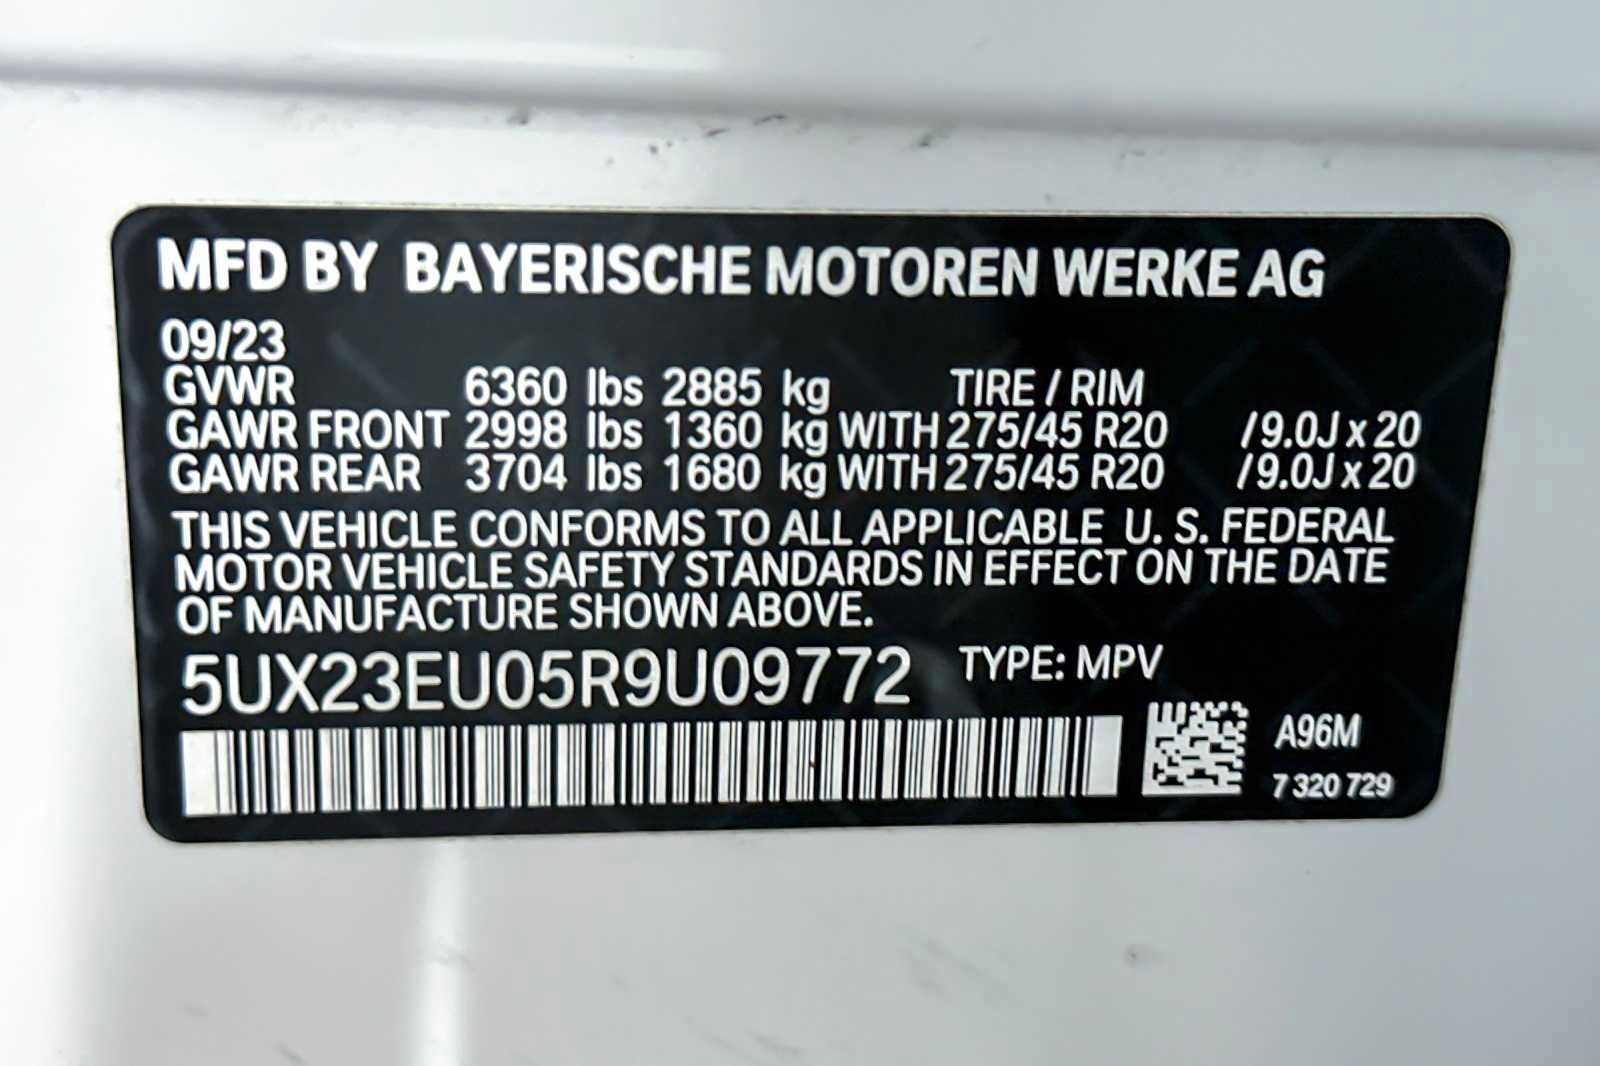 MFD BY BAYERISCHE MOTOREN WERKE AG
09/23
GVWR 6360 lbs 2885 kg TIRE / RIM
GAWR FRONT 2998 lbs 1360 kg WITH 275/45 R20 /9.0J x 20
GAWR REAR 3704 lbs 1680 kg WITH 275/45 R20 /9.0J x 20
THIS VEHICLE CONFORMS TO ALL APPLICABLE U. S. FEDERAL
MOTOR VEHICLE SAFETY STANDARDS IN EFFECT ON THE DATE
OF MANUFACTURE SHOWN ABOVE.
5UX23EU05R9U09772 TYPE: MPV
A96M
7 320 729